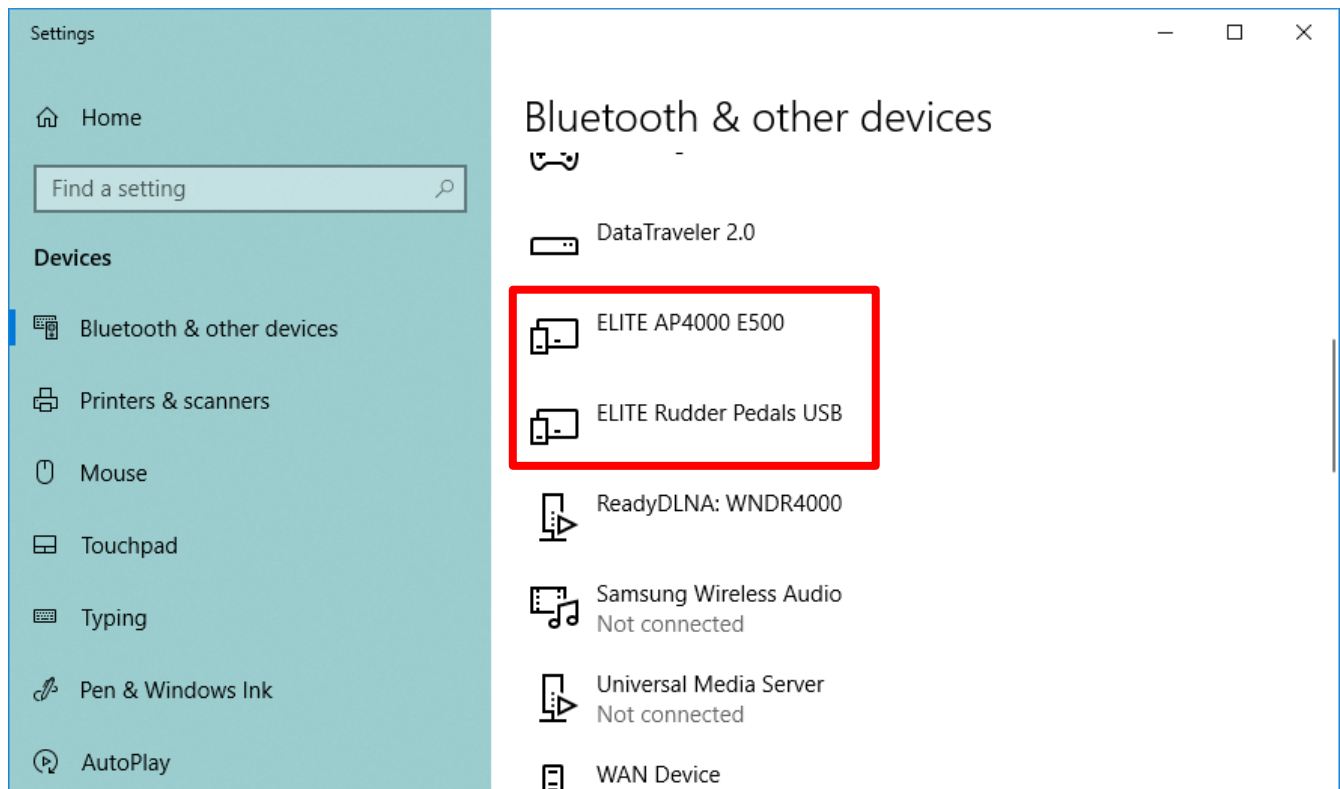 Settings
Home
Find a setting
Devices
Bluetooth & other devices
Printers & scanners
Mouse
Touchpad
Typing
Pen & Windows Ink
AutoPlay
Bluetooth & other devices
DataTraveler 2.0
ELITE AP4000 E500
ELITE Rudder Pedals USB
ReadyDLNA: WNDR4000
Samsung Wireless Audio
Not connected
Universal Media Server
Not connected
WAN Device